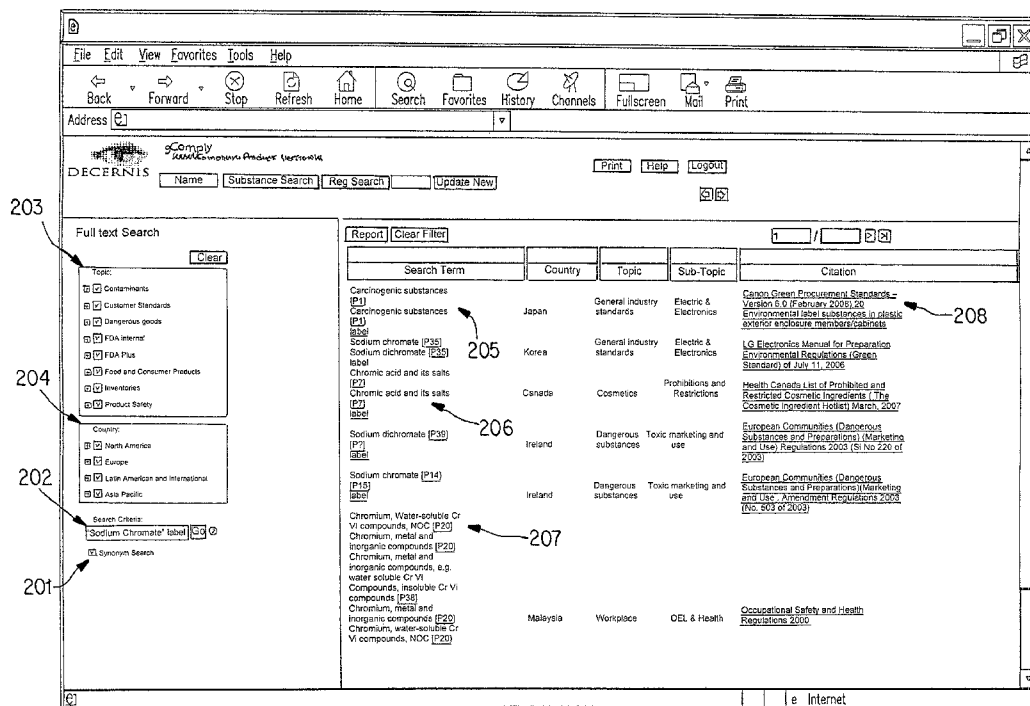 File Edit View Favorites Tools Help
Back Forward Stop Refresh Home Search Favorites History Channels Fullscreen Mail Print
Address
DECERNIS
gComply
Name Substance Search Reg Search Update New
Print Help Logout
203
Full text Search
Clear
Topic:
Contaminants
Customer Standards
Dangerous goods
FDA Internal
FDA Plus
Food and Consumer Products
Inventories
Product Safety
204
Country:
North America
Europe
Latin American and International
Asia Pacific
202
Search Criteria:
"Sodium Chromate" label Go
Synonym Search
201
Report Clear Filter
1 /
Search Term Country Topic Sub-Topic Citation
Carcinogenic substances
[P1]
Carcinogenic substances
[P1]
label
Japan
General industry
standards
Electric &
Electronics
Canon Green Procurement Standards –
Version 6.0 (February 2008).20
Environmental label substances in plastic
exterior enclosure members/cabinets
205
208
Sodium chromate [P35]
Sodium dichromate [P35]
label
Korea
General industry
standards
Electric &
Electronics
LG Electronics Manual for Preparation
Environmental Regulations (Green
Standard) of July 11, 2006
Chromic acid and its salts
[P7]
Chromic acid and its salts
[P7]
label
Canada
Cosmetics
Prohibitions and
Restrictions
Health Canada List of Prohibited and
Restricted Cosmetic Ingredients ( The
Cosmetic Ingredient Hotlist) March, 2007
206
Sodium dichromate [P39]
[P7]
label
Ireland
Dangerous
substances
Toxic marketing and
use
European Communities (Dangerous
Substances and Preparations) (Marketing
and Use) Regulations 2003 (SI No 220 of
2003)
Sodium chromate [P14]
[P15]
label
Ireland
Dangerous
substances
Toxic marketing and
use
European Communities (Dangerous
Substances and Preparations)(Marketing
and Use). Amendment Regulations 2003
(No. 503 of 2003)
Chromium, Water-soluble Cr
VI compounds, NOC [P20]
Chromium, metal and
inorganic compounds [P20]
Chromium, metal and
inorganic compounds, e.g.
water soluble Cr VI
Compounds, insoluble Cr Vi
compounds [P38]
Chromium, metal and
inorganic compounds [P20]
Chromium, water-soluble Cr
Vi compounds, NOC [P20]
207
Malaysia
Workplace
OEL & Health
Occupational Safety and Health
Regulations 2000
e Internet